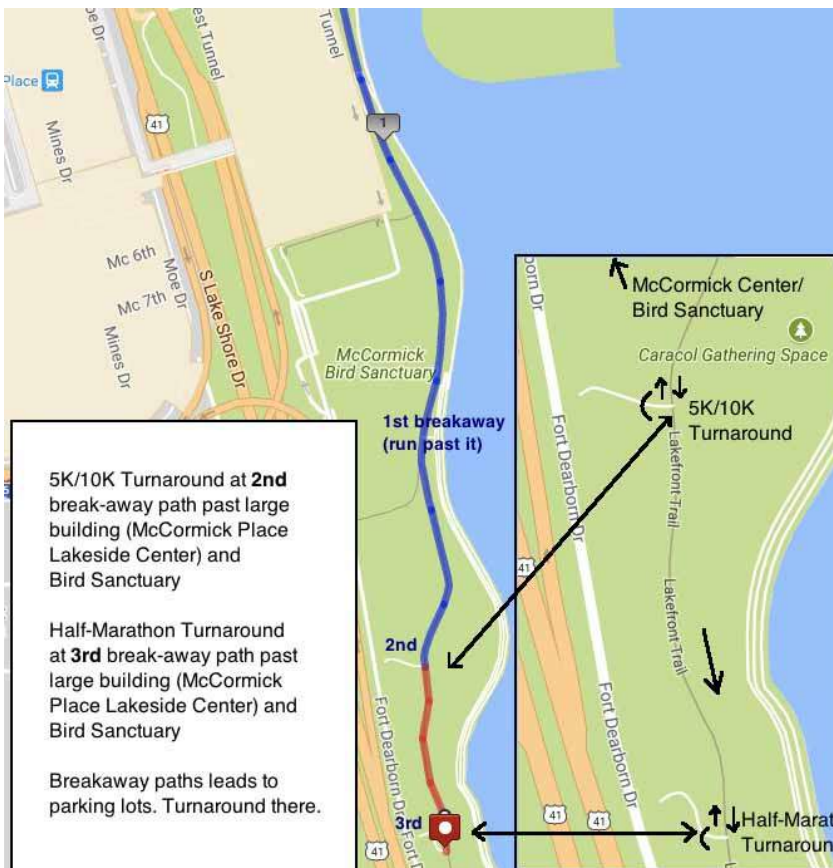 Place
41
Mines Dr
Mc 6th
Moe Dr
Mc 7th
Mines Dr
S Lake Shore Dr
Tunnel
Tunnel
1
McCormick
Bird Sanctuary
1st breakaway
(run past it)
2nd
3rd
Fort Dearborn Dr
41
5K/10K Turnaround at 2nd
break-away path past large
building (McCormick Place
Lakeside Center) and
Bird Sanctuary
Half-Marathon Turnaround
at 3rd break-away path past
large building (McCormick
Place Lakeside Center) and
Bird Sanctuary
Breakaway paths leads to
parking lots. Turnaround there.
McCormick Center/
Bird Sanctuary
Caracol Gathering Space
5K/10K
Turnaround
Fort Dearborn Dr
Lakefront Trail
Lakefront Trail
41
Fort Dearborn Dr
41
41
Half-Marat
Turnaroun